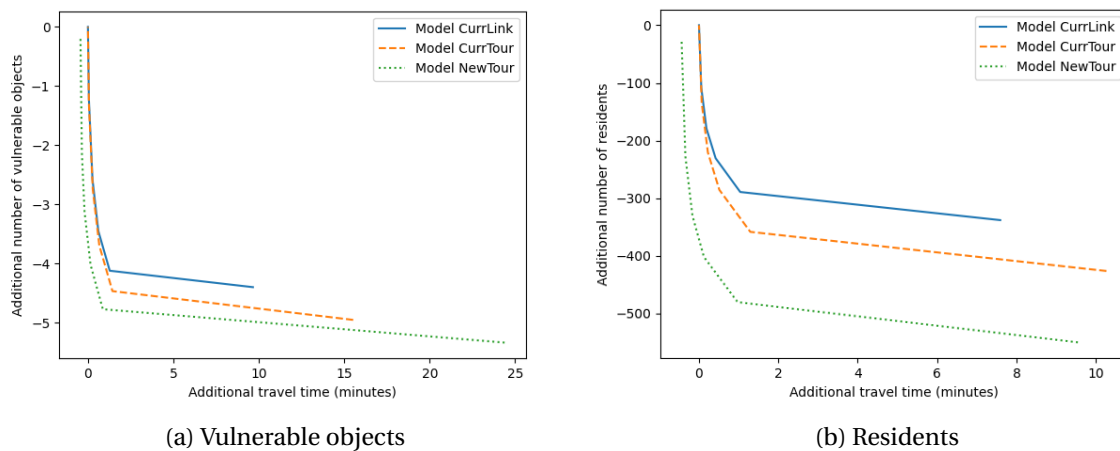 0
−1
−2
−3
−4
−5
Additional number of vulnerable objects
Model CurrLink
Model CurrTour
Model NewTour
0
5
10
15
20
25
Additional travel time (minutes)
(a) Vulnerable objects
0
−100
−200
−300
−400
−500
Additional number of residents
Model CurrLink
Model CurrTour
Model NewTour
0
2
4
6
8
10
Additional travel time (minutes)
(b) Residents